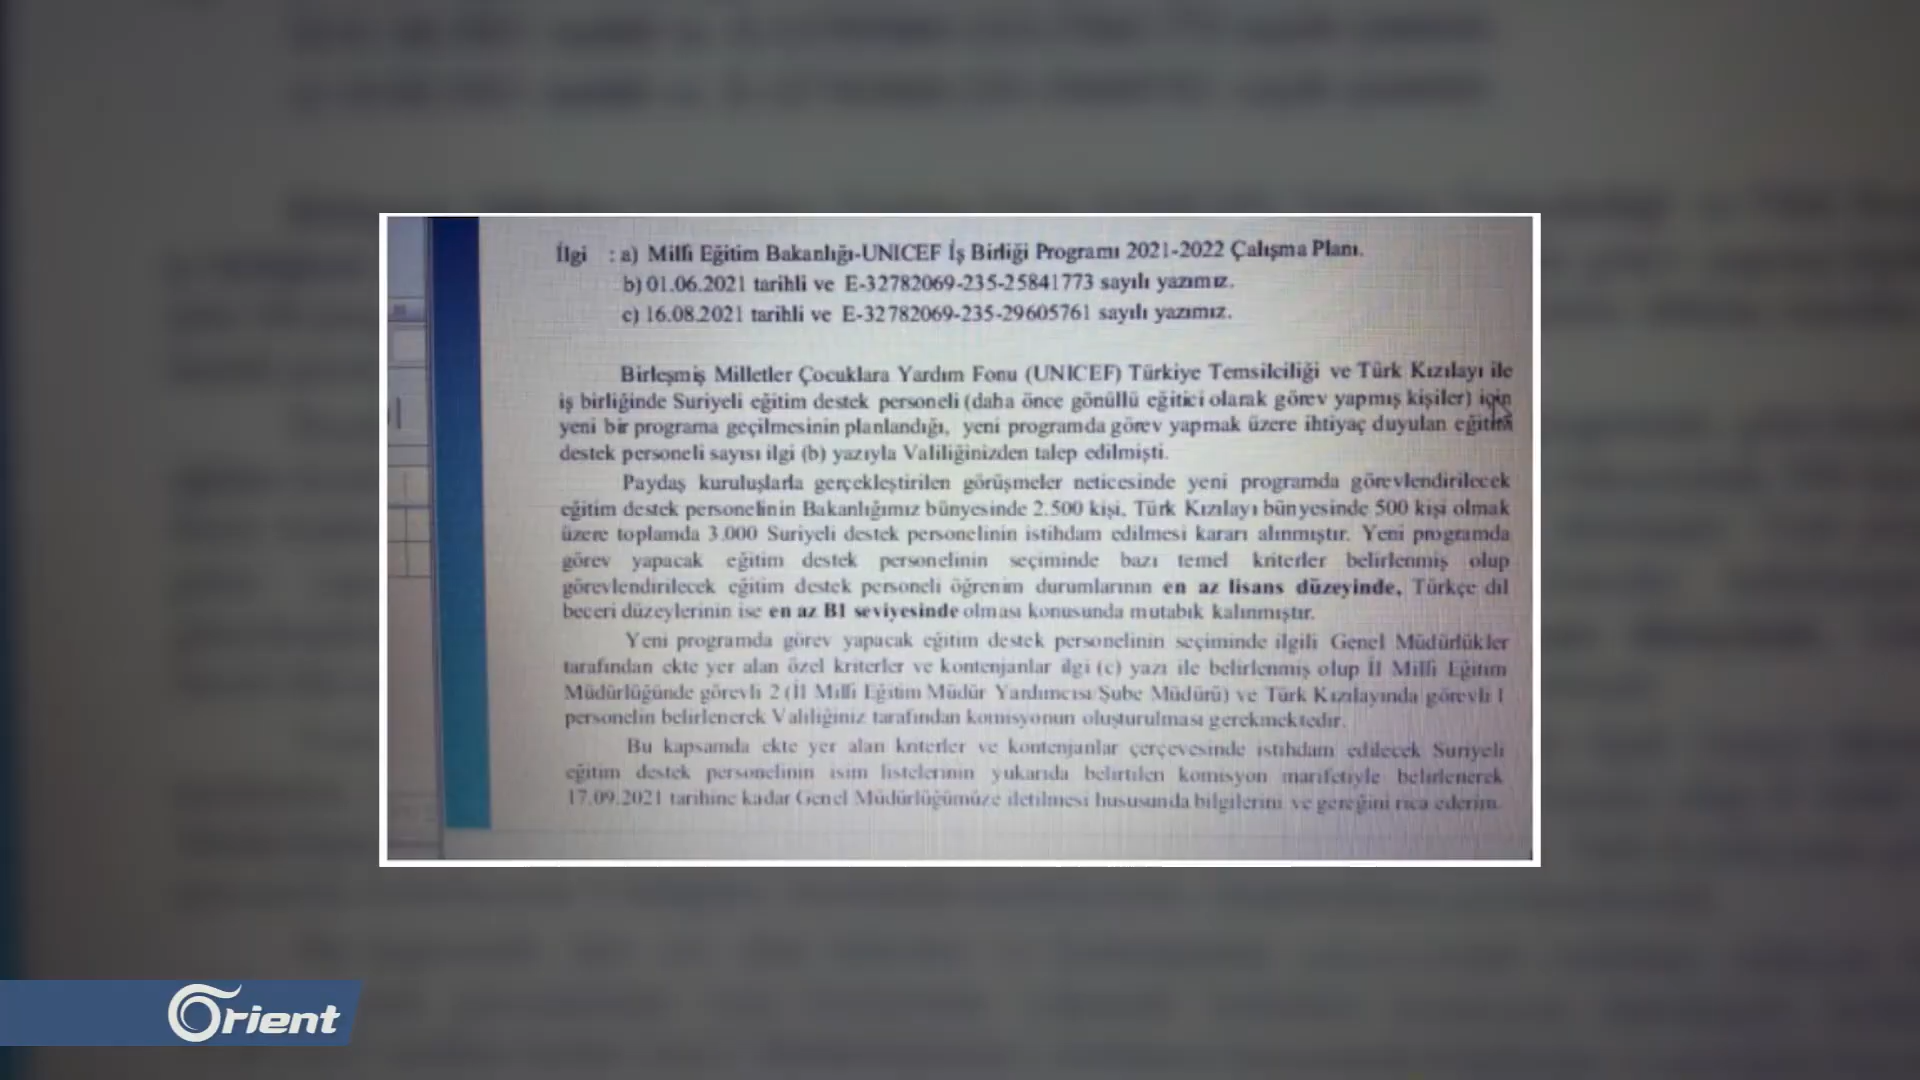 İlgi : a) Milli Eğitim Bakanlığı-UNICEF İş Birliği Programı 2021-2022 Çalışma Planı.
b) 01.06.2021 tarihli ve E-32782069-235-25841773 sayılı yazımız.
c) 16.08.2021 tarihli ve E-32782069-235-29605761 sayılı yazımız.
Birleşmiş Milletler Çocuklara Yardım Fonu (UNICEF) Türkiye Temsilciliği ve Türk Kızılayı ile
iş birliğinde Suriyeli eğitim destek personeli (daha önce gönüllü eğitici olarak görev yapmış kişiler) için
yeni bir programa geçilmesinin planlandığı, yeni programda görev yapmak üzere ihtiyaç duyulan eğitim
destek personeli sayısı ilgi (b) yazıyla Valiliğinizden talep edilmişti.
Paydaş kuruluşlarla gerçekleştirilen görüşmeler neticesinde yeni programda görevlendirilecek
eğitim destek personelinin Bakanlığımız bünyesinde 2.500 kişi, Türk Kızılayı bünyesinde 500 kişi olmak
üzere toplamda 3.000 Suriyeli destek personelinin istihdam edilmesi kararı alınmıştır. Yeni programda
görev yapacak eğitim destek personelinin seçiminde bazı temel kriterler belirlenmiş olup
görevlendirilecek eğitim destek personeli öğrenim durumlarının en az lisans düzeyinde, Türkçe dil
beceri düzeylerinin ise en az B1 seviyesinde olması konusunda mutabık kalınmıştır.
Yeni programda görev yapacak eğitim destek personelinin seçiminde ilgili Genel Müdürlükler
tarafından ekte yer alan özel kriterler ve kontenjanlar ilgi (c) yazı ile belirlenmiş olup İl Milli Eğitim
Müdürlüğünde görevli 2 (İl Milli Eğitim Müdür Yardımcısı Şube Müdürü) ve Türk Kızılayında görevli 1
personelin belirlenerek Valiliğiniz tarafından komisyonun oluşturulması gerekmektedir.
Bu kapsamda ekte yer alan kriterler ve kontenjanlar çerçevesinde istihdam edilecek Suriyeli
eğitim destek personelinin isim listelerinin yukarıda belirtilen komisyon marifetiyle belirlenerek
17.09.2021 tarihine kadar Genel Müdürlüğümüze iletilmesi hususunda bilgilerini ve gereğini rica ederim.
Orient